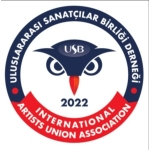 ULUSLARARASI SANATÇILAR BİRLİĞİ DERNEĞİ
USB
2022
INTERNATIONAL
ARTISTS UNION ASSOCIATION